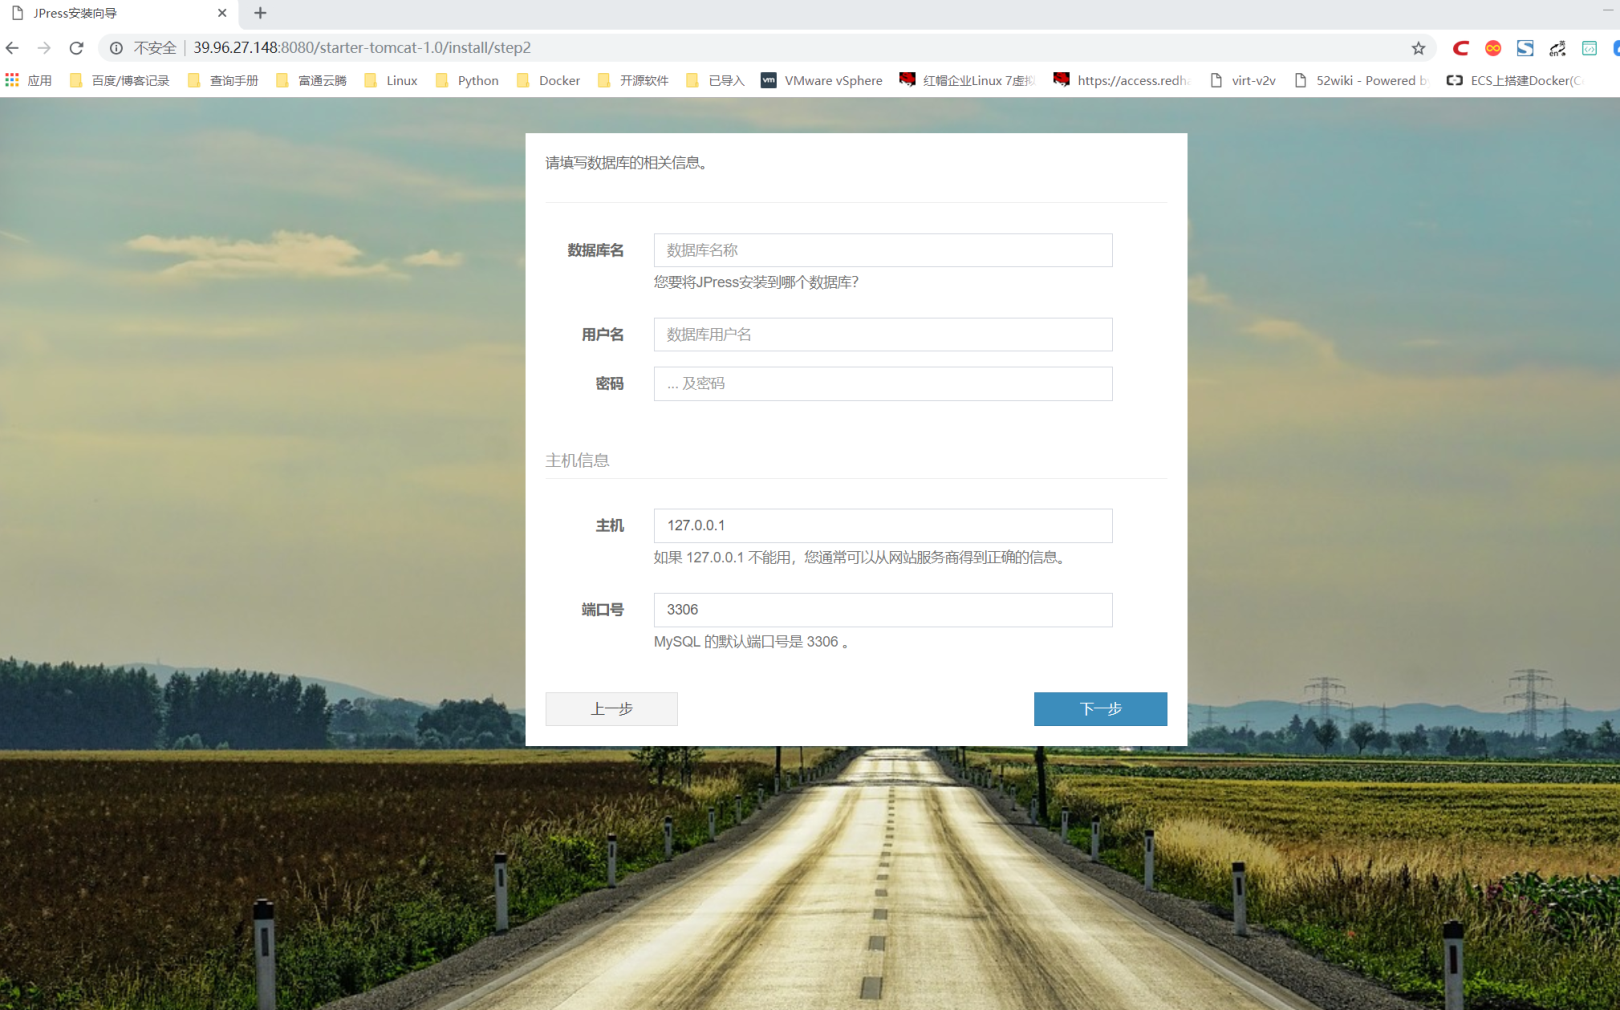 JPress安装向导
不安全 39.96.27.148:8080/starter-tomcat-1.0/install/step2
应用 百度/博客记录 查询手册 富通云腾 Linux Python Docker 开源软件 已导入 vm VMware vSphere 红帽企业Linux 7虚拟 https://access.redha virt-v2v 52wiki - Powered by ECS上搭建Docker(C
请填写数据库的相关信息。
数据库名 数据库名称
您要将JPress安装到哪个数据库？
用户名 数据库用户名
密码 ... 及密码
主机信息
主机 127.0.0.1
如果 127.0.0.1 不能用，您通常可以从网站服务商得到正确的信息。
端口号 3306
MySQL 的默认端口号是 3306 。
上一步 下一步